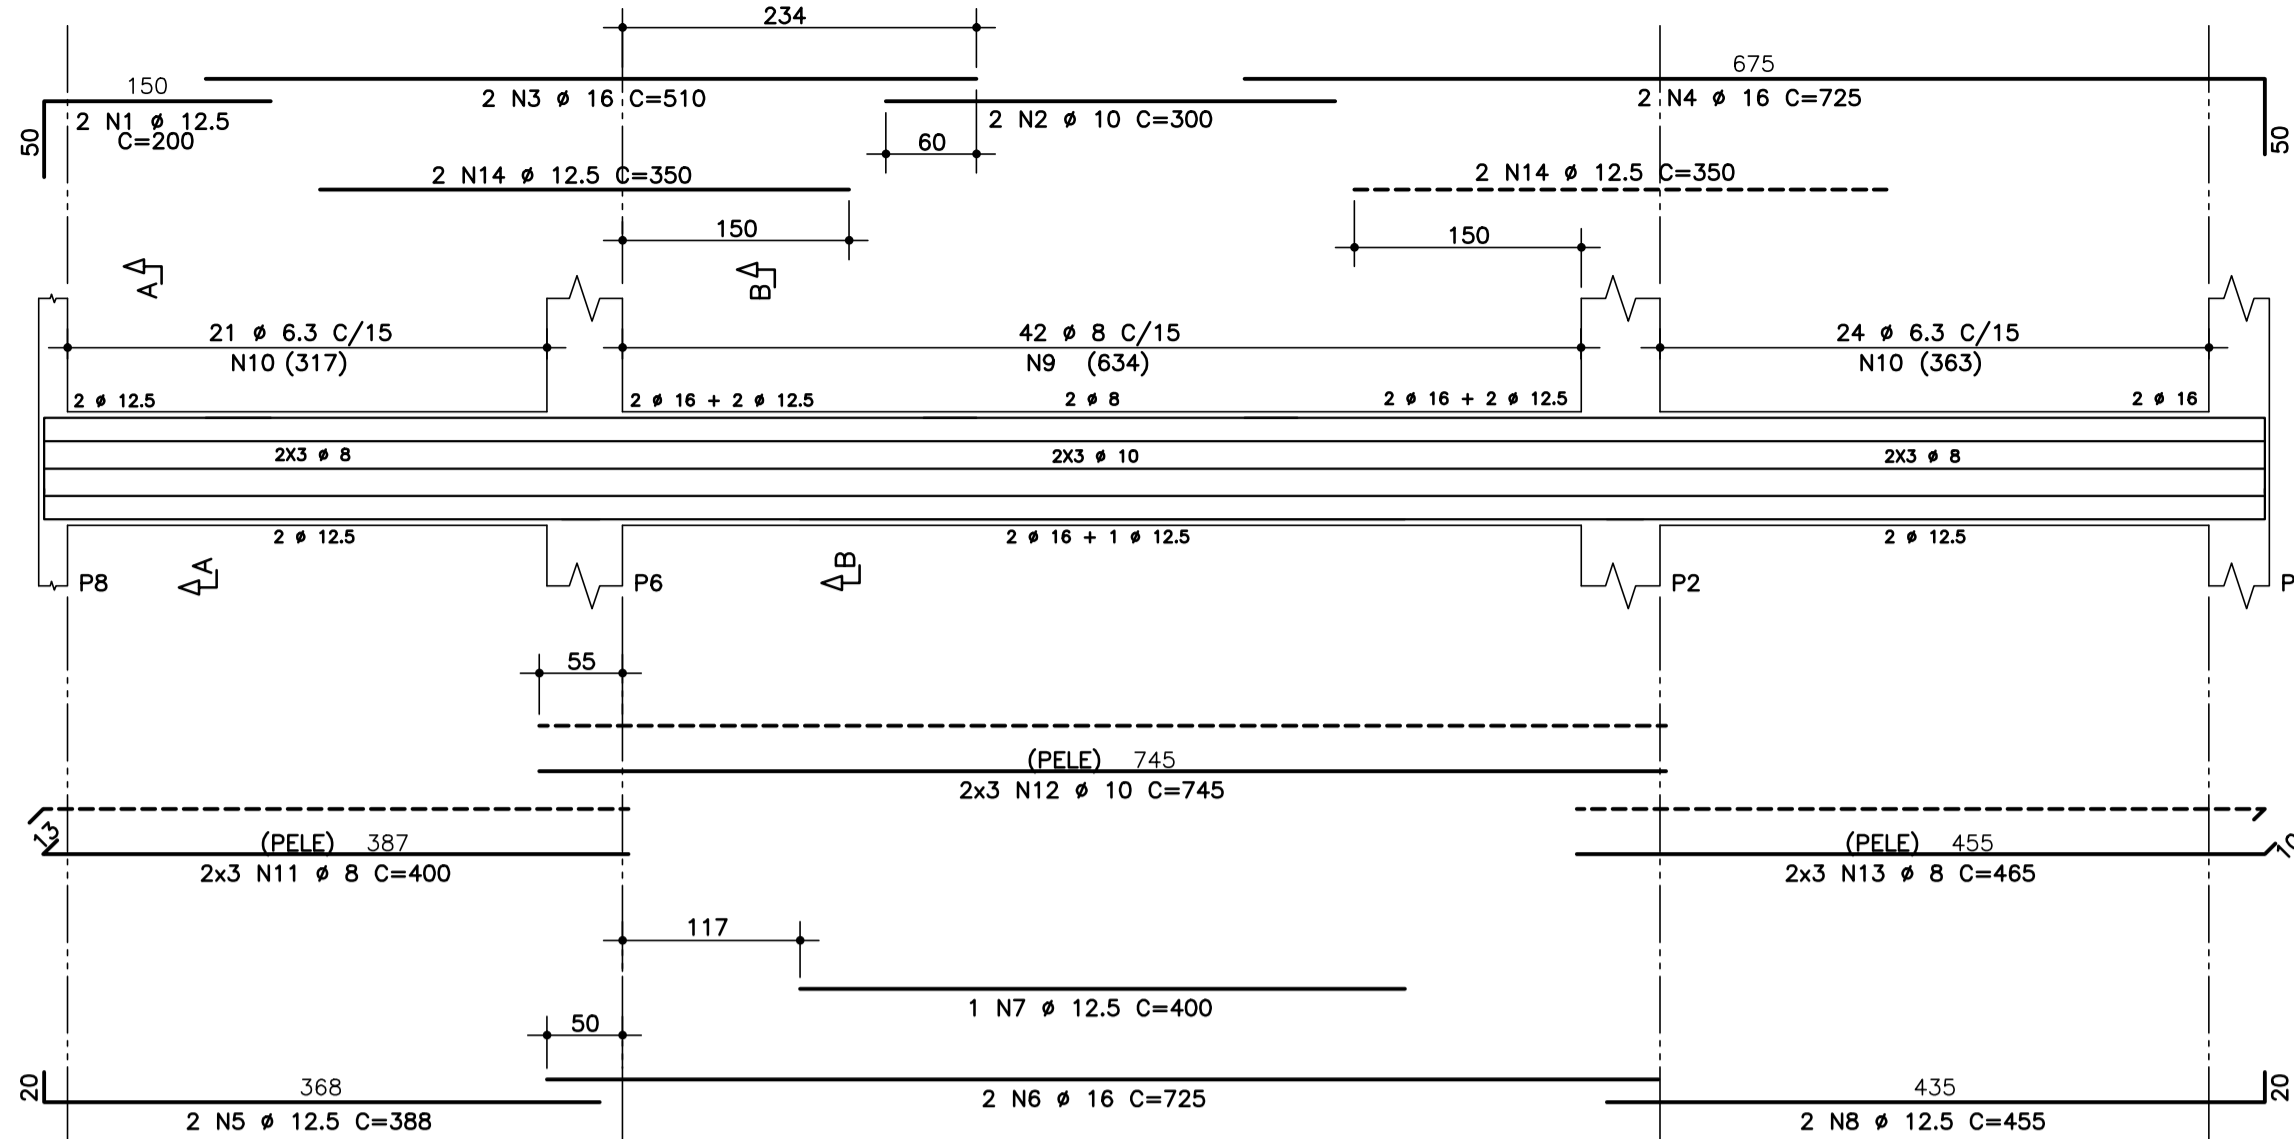 234
150
675
2 N3 ø 16 C=510
2 N4 ø 16 C=725
2 N1 ø 12.5
C=200
2 N2 ø 10 C=300
50
50
60
2 N14 ø 12.5 C=350
2 N14 ø 12.5 C=350
150
150
A
B
21 ø 6.3 C/15
N10 (317)
42 ø 8 C/15
N9 (634)
24 ø 6.3 C/15
N10 (363)
2 ø 12.5
2 ø 16 + 2 ø 12.5
2 ø 8
2 ø 16 + 2 ø 12.5
2 ø 16
2X3 ø 8
2X3 ø 10
2X3 ø 8
2 ø 12.5
2 ø 16 + 1 ø 12.5
2 ø 12.5
A
B
P8
P6
P2
P
55
(PELE) 745
2x3 N12 ø 10 C=745
13
(PELE) 387
2x3 N11 ø 8 C=400
(PELE) 455
2x3 N13 ø 8 C=465
10
117
1 N7 ø 12.5 C=400
50
20
368
2 N5 ø 12.5 C=388
2 N6 ø 16 C=725
435
2 N8 ø 12.5 C=455
20